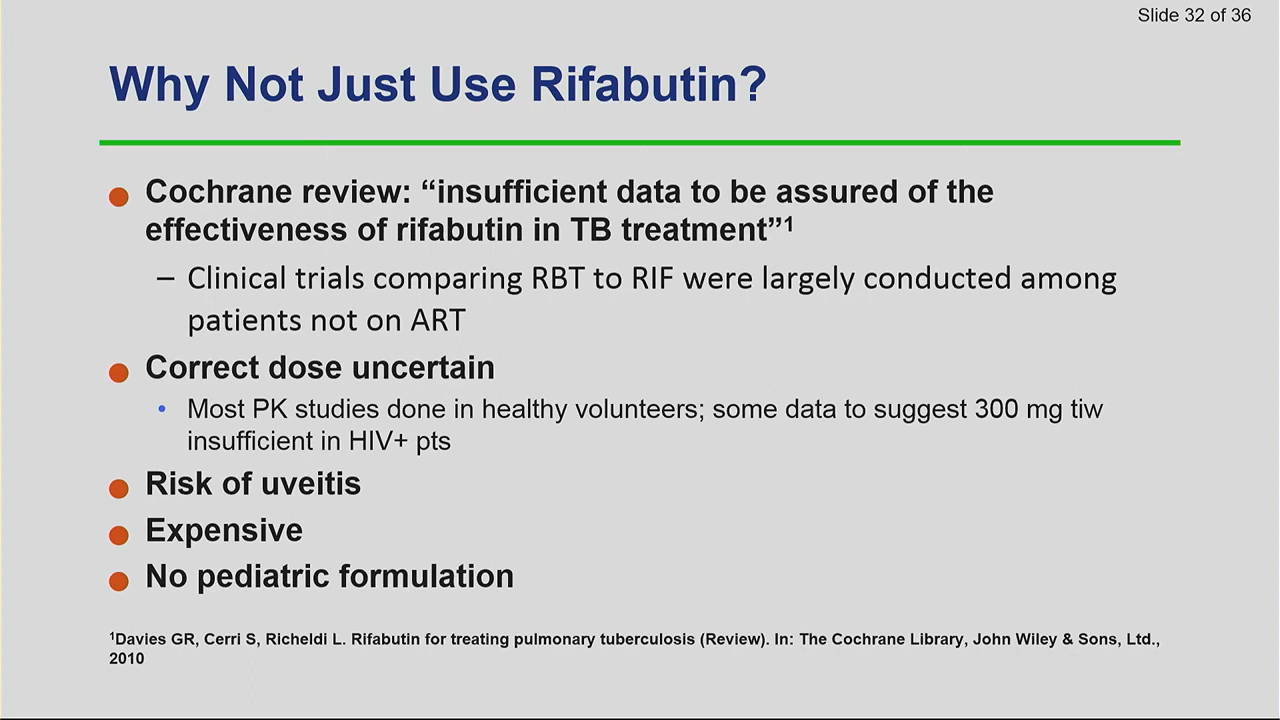 Slide 32 of 36
Why Not Just Use Rifabutin?
● Cochrane review: “insufficient data to be assured of the
effectiveness of rifabutin in TB treatment”¹
– Clinical trials comparing RBT to RIF were largely conducted among
patients not on ART
● Correct dose uncertain
• Most PK studies done in healthy volunteers; some data to suggest 300 mg tiw
insufficient in HIV+ pts
● Risk of uveitis
● Expensive
● No pediatric formulation
¹Davies GR, Cerri S, Richeldi L. Rifabutin for treating pulmonary tuberculosis (Review). In: The Cochrane Library, John Wiley & Sons, Ltd.,
2010